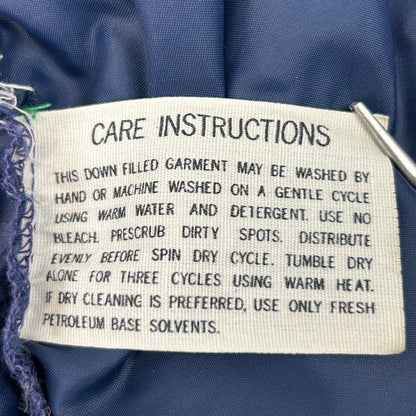 CARE INSTRUCTIONS
THIS DOWN FILLED GARMENT MAY BE WASHED BY
HAND OR MACHINE WASHED ON A GENTLE CYCLE
USING WARM WATER AND DETERGENT. USE NO
BLEACH. PRESCRUB DIRTY SPOTS. DISTRIBUTE
EVENLY BEFORE SPIN DRY CYCLE. TUMBLE DRY
ALONE FOR THREE CYCLES USING WARM HEAT.
IF DRY CLEANING IS PREFERRED, USE ONLY FRESH
PETROLEUM BASE SOLVENTS.